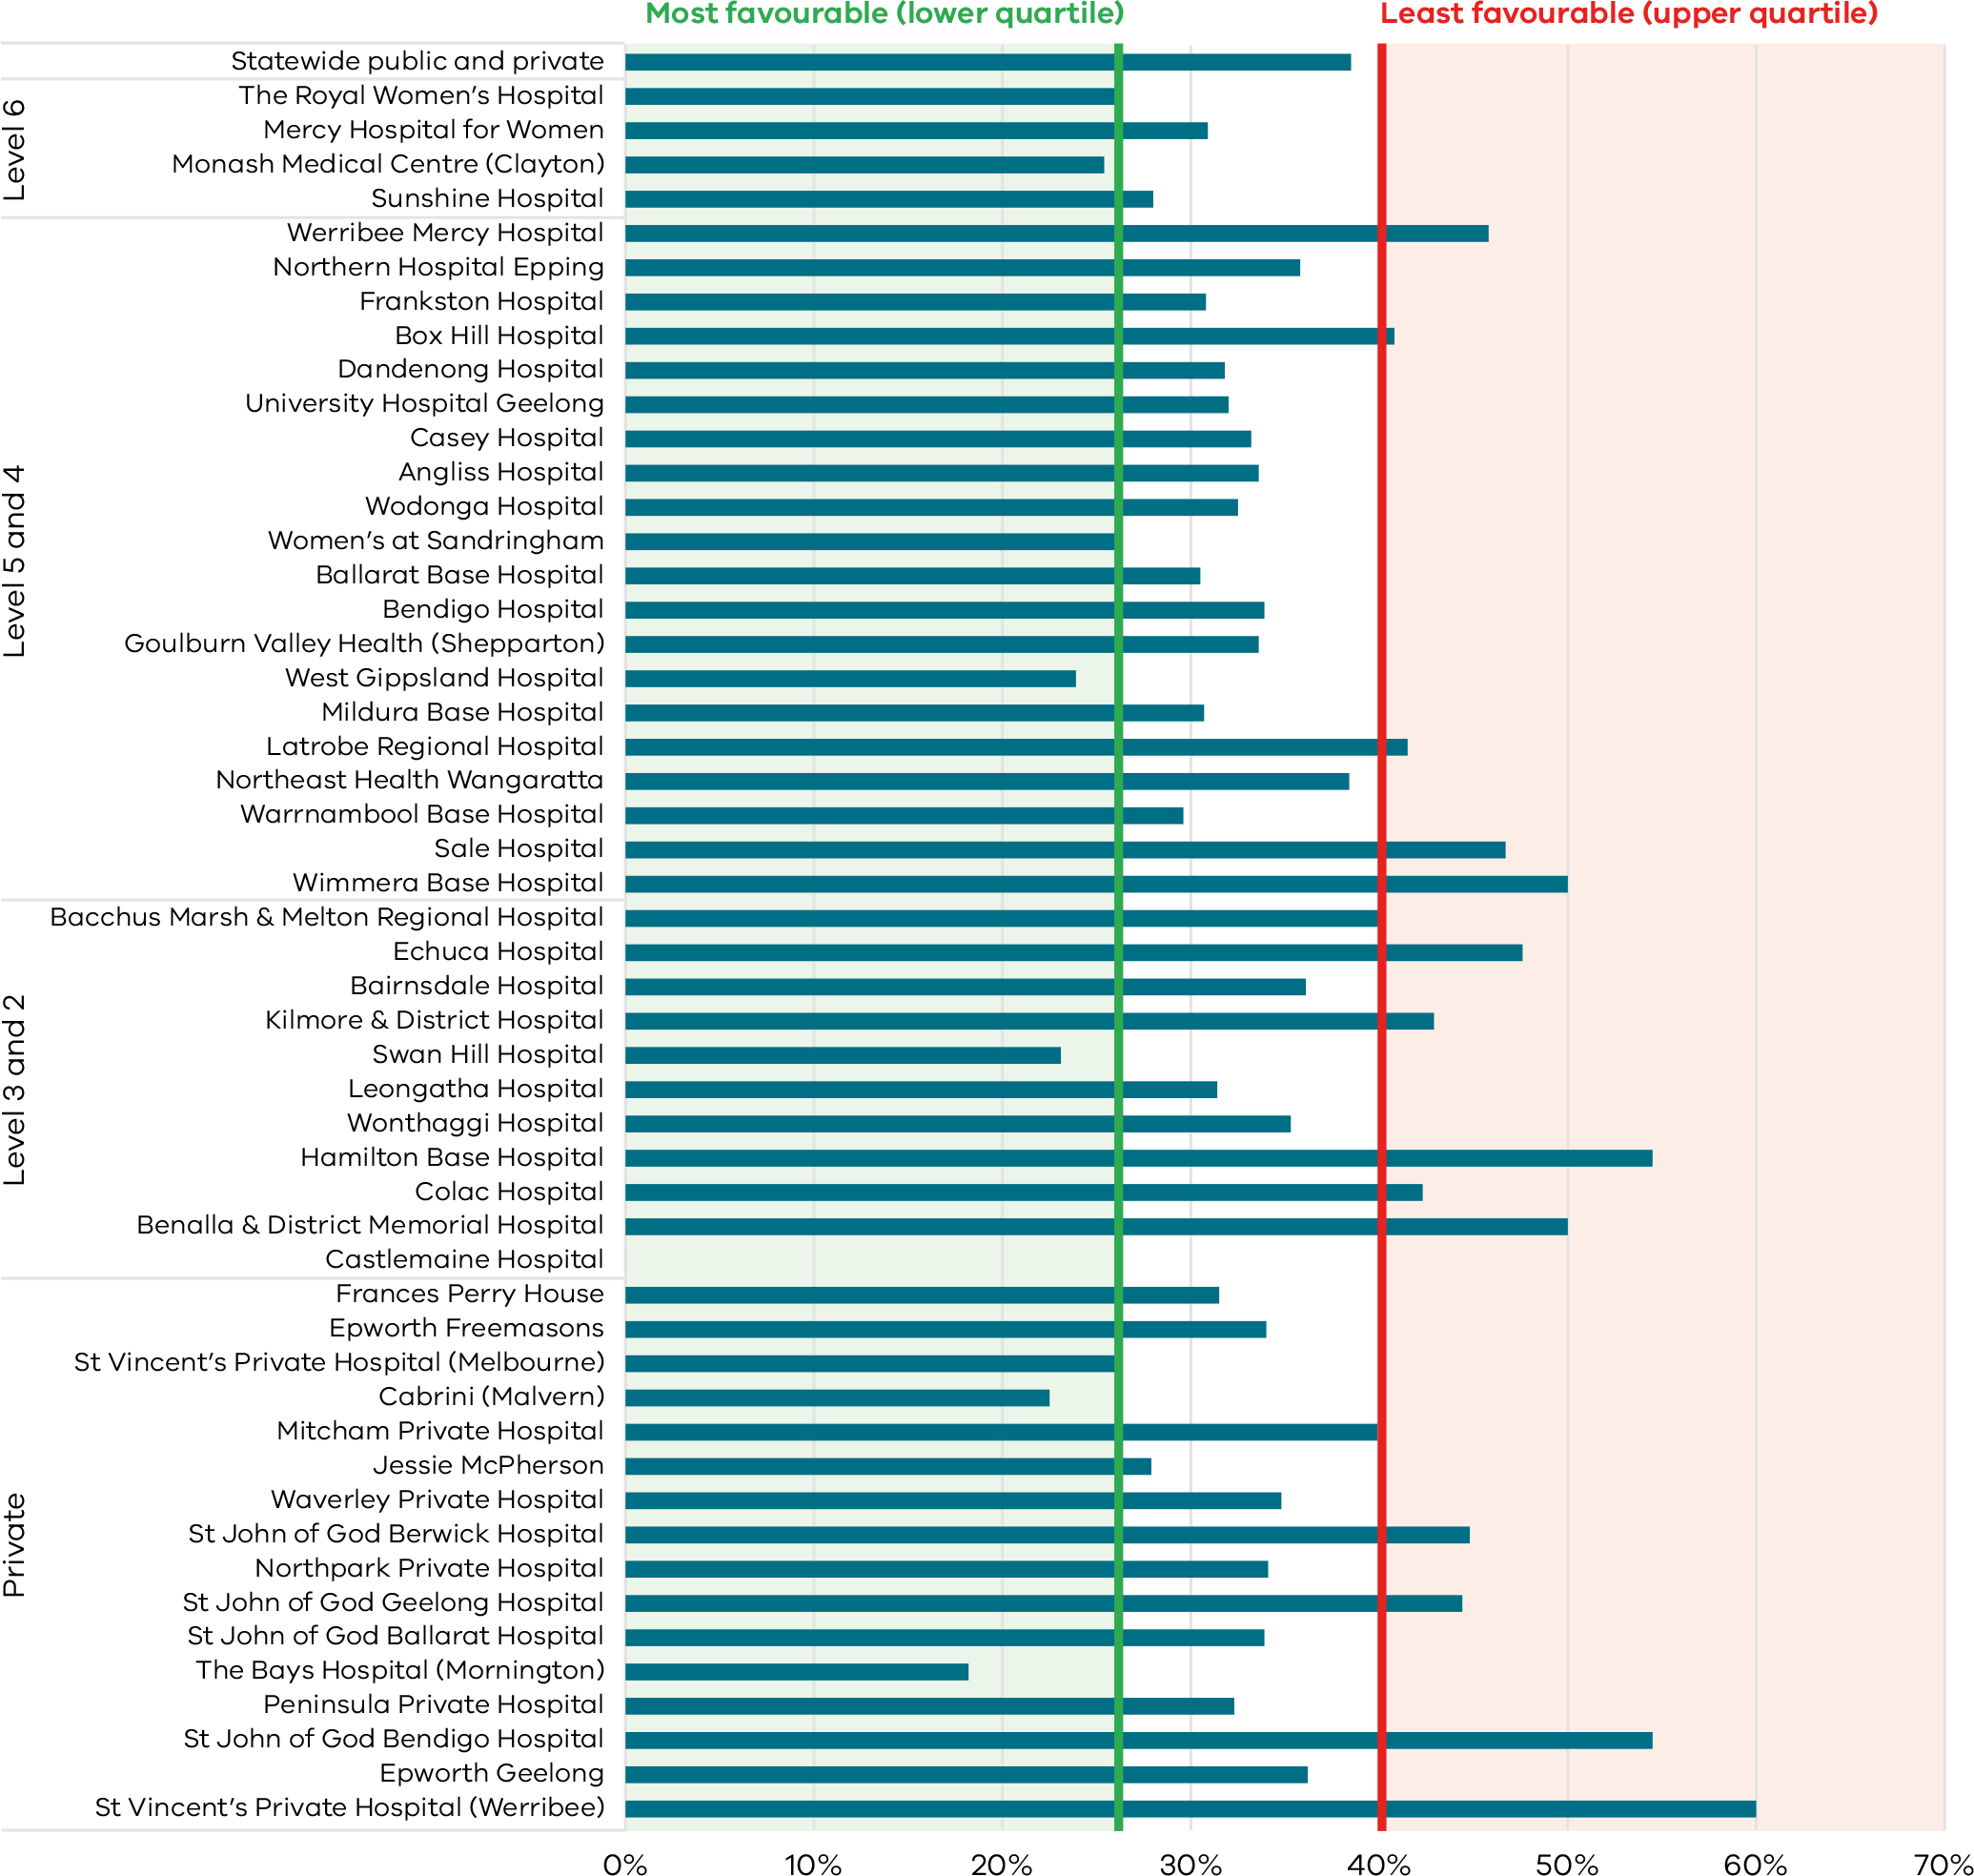 Most favourable (lower quartile)
Least favourable (upper quartile)
Statewide public and private
Level 6
The Royal Women’s Hospital
Mercy Hospital for Women
Monash Medical Centre (Clayton)
Sunshine Hospital
Level 5 and 4
Werribee Mercy Hospital
Northern Hospital Epping
Frankston Hospital
Box Hill Hospital
Dandenong Hospital
University Hospital Geelong
Casey Hospital
Angliss Hospital
Wodonga Hospital
Women’s at Sandringham
Ballarat Base Hospital
Bendigo Hospital
Goulburn Valley Health (Shepparton)
West Gippsland Hospital
Mildura Base Hospital
Latrobe Regional Hospital
Northeast Health Wangaratta
Warrnambool Base Hospital
Sale Hospital
Wimmera Base Hospital
Level 3 and 2
Bacchus Marsh & Melton Regional Hospital
Echuca Hospital
Bairnsdale Hospital
Kilmore & District Hospital
Swan Hill Hospital
Leongatha Hospital
Wonthaggi Hospital
Hamilton Base Hospital
Colac Hospital
Benalla & District Memorial Hospital
Castlemaine Hospital
Private
Frances Perry House
Epworth Freemasons
St Vincent’s Private Hospital (Melbourne)
Cabrini (Malvern)
Mitcham Private Hospital
Jessie McPherson
Waverley Private Hospital
St John of God Berwick Hospital
Northpark Private Hospital
St John of God Geelong Hospital
St John of God Ballarat Hospital
The Bays Hospital (Mornington)
Peninsula Private Hospital
St John of God Bendigo Hospital
Epworth Geelong
St Vincent’s Private Hospital (Werribee)
0% 10% 20% 30% 40% 50% 60% 70%